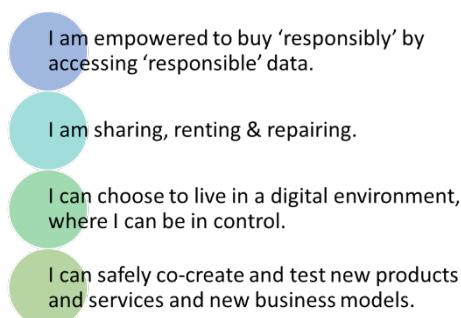 I am empowered to buy ‘responsibly’ by
accessing ‘responsible’ data.
I am sharing, renting & repairing.
I can choose to live in a digital environment,
where I can be in control.
I can safely co-create and test new products
and services and new business models.